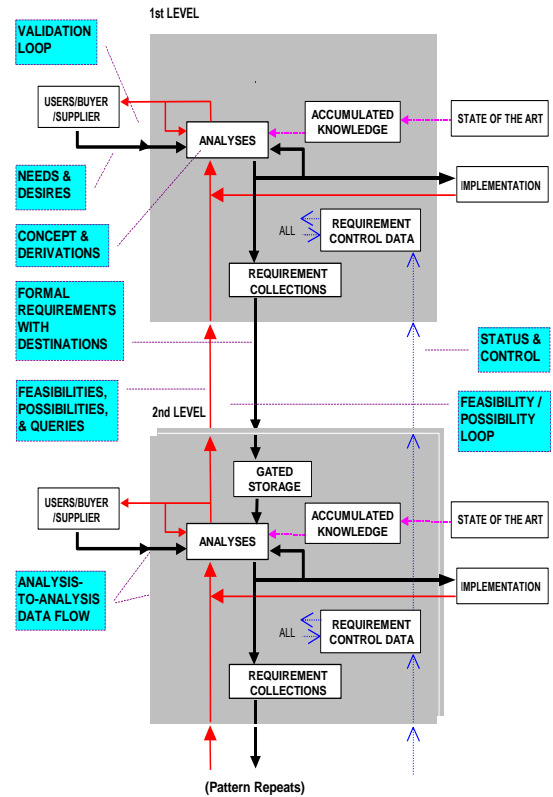 1st LEVEL
VALIDATION
LOOP
USERS/BUYER
/SUPPLIER
ACCUMULATED
KNOWLEDGE
STATE OF THE ART
ANALYSES
NEEDS &
DESIRES
IMPLEMENTATION
CONCEPT &
DERIVATIONS
ALL
REQUIREMENT
CONTROL DATA
REQUIREMENT
COLLECTIONS
FORMAL
REQUIREMENTS
WITH
DESTINATIONS
STATUS &
CONTROL
FEASIBILITIES,
POSSIBILITIES,
& QUERIES
FEASIBILITY /
POSSIBILITY
LOOP
2nd LEVEL
GATED
STORAGE
USERS/BUYER
/SUPPLIER
ACCUMULATED
KNOWLEDGE
STATE OF THE ART
ANALYSES
ANALYSIS-
TO-ANALYSIS
DATA FLOW
IMPLEMENTATION
ALL
REQUIREMENT
CONTROL DATA
REQUIREMENT
COLLECTIONS
(Pattern Repeats)